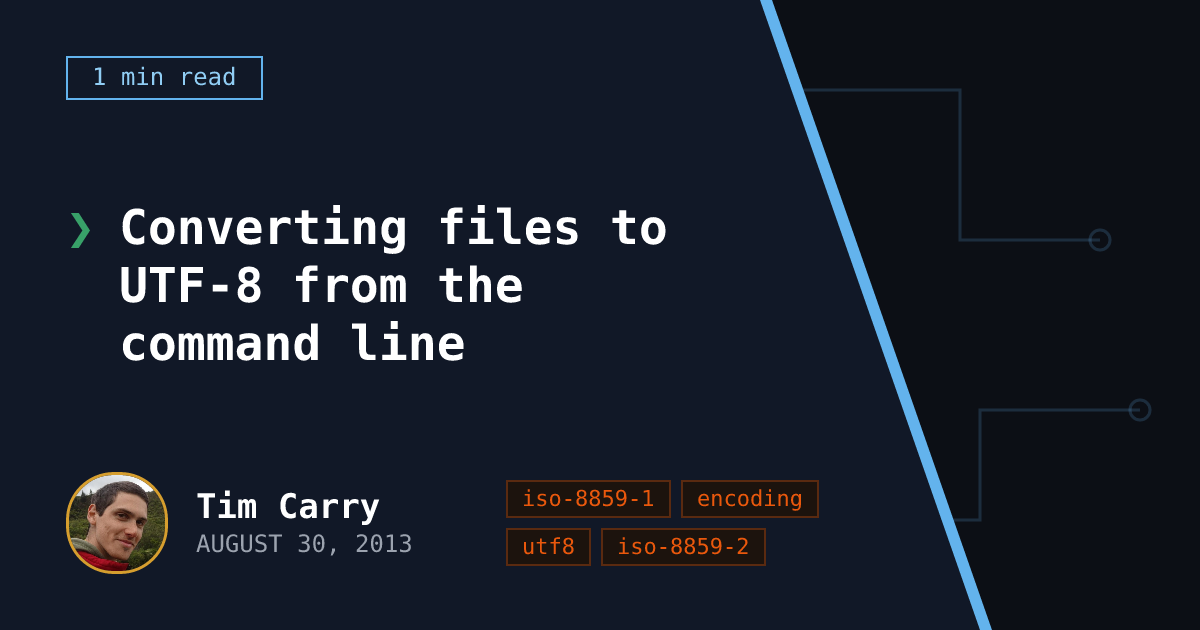 1 min read
❯ Converting files to
UTF-8 from the
command line
Tim Carry
AUGUST 30, 2013
iso-8859-1 encoding
utf8 iso-8859-2